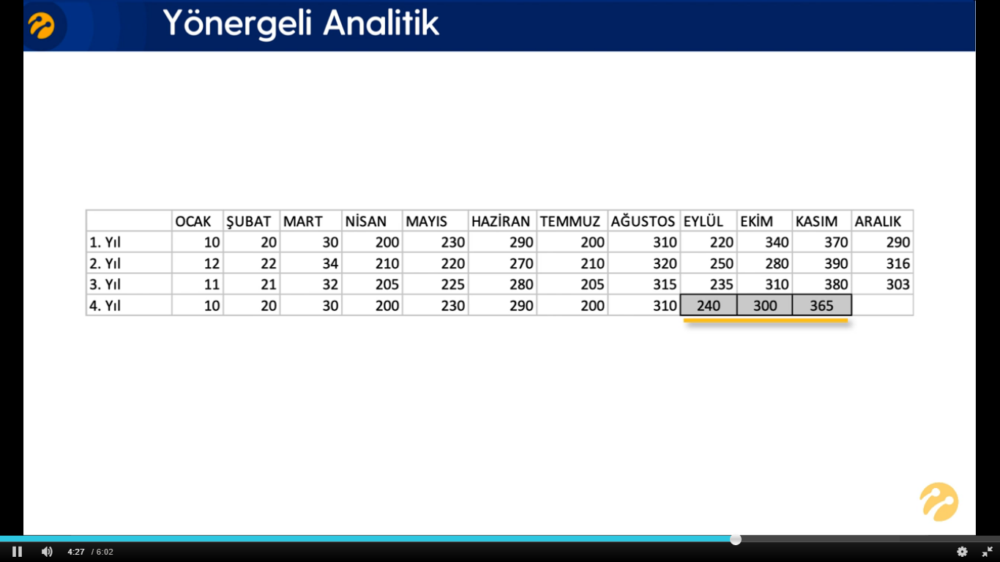 Yönergeli Analitik
OCAK ŞUBAT MART NİSAN MAYIS HAZİRAN TEMMUZ AĞUSTOS EYLÜL EKİM KASIM ARALIK
1. Yıl 10 20 30 200 230 290 200 310 220 340 370 290
2. Yıl 12 22 34 210 220 270 210 320 250 280 390 316
3. Yıl 11 21 32 205 225 280 205 315 235 310 380 303
4. Yıl 10 20 30 200 230 290 200 310 240 300 365
4:27 / 6:02